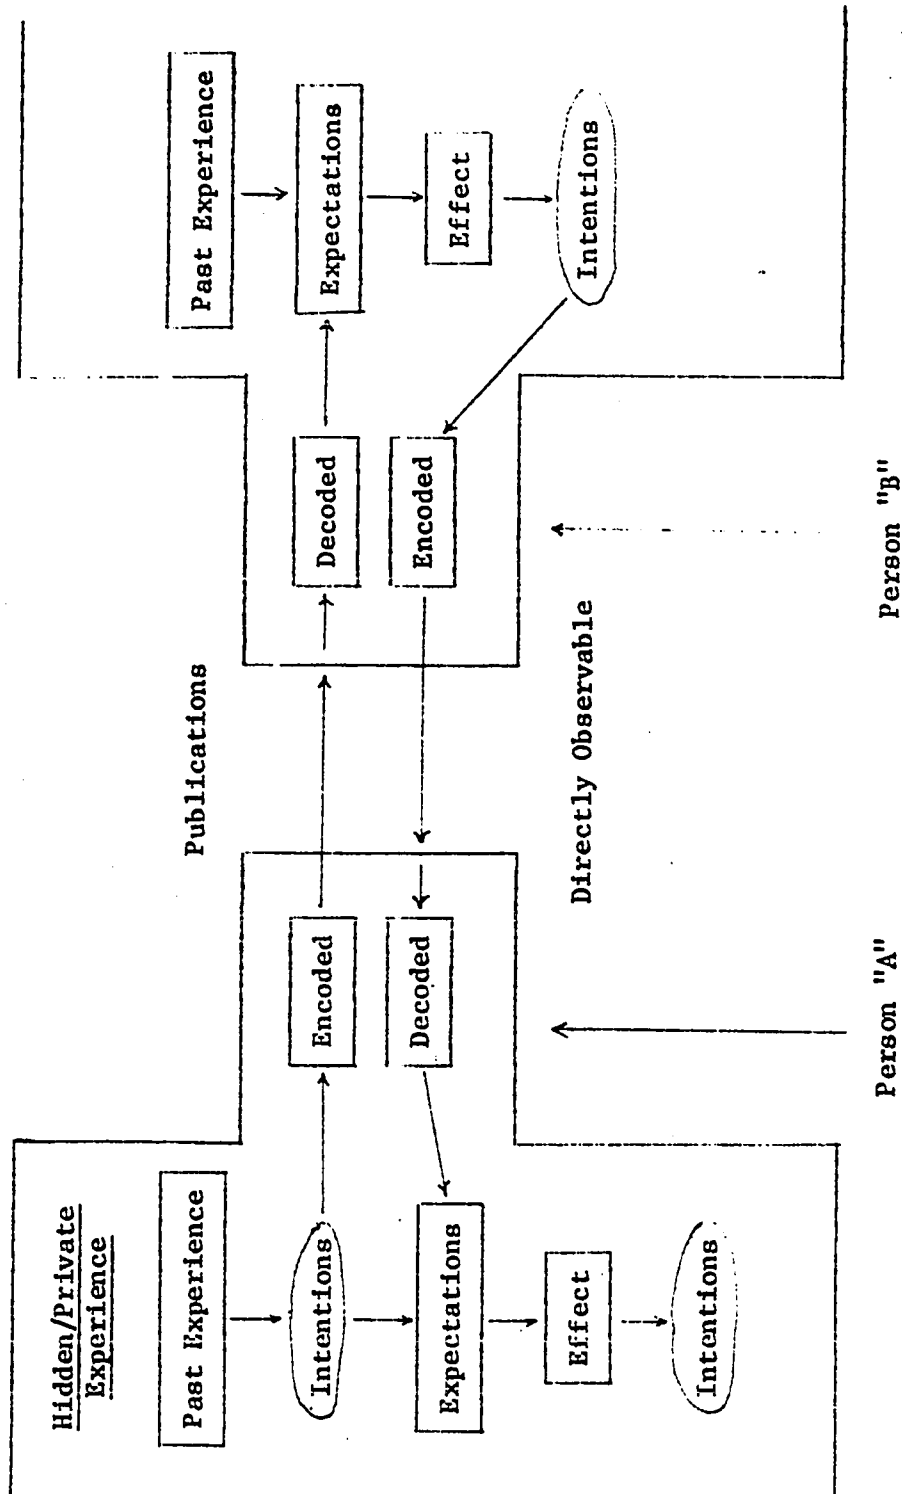 Hidden/Private
Experience
Past Experience
Intentions
Expectations
Effect
Intentions
Encoded
Decoded
Publications
Directly Observable
Decoded
Encoded
Past Experience
Expectations
Effect
Intentions
Person "A"
Person "B"